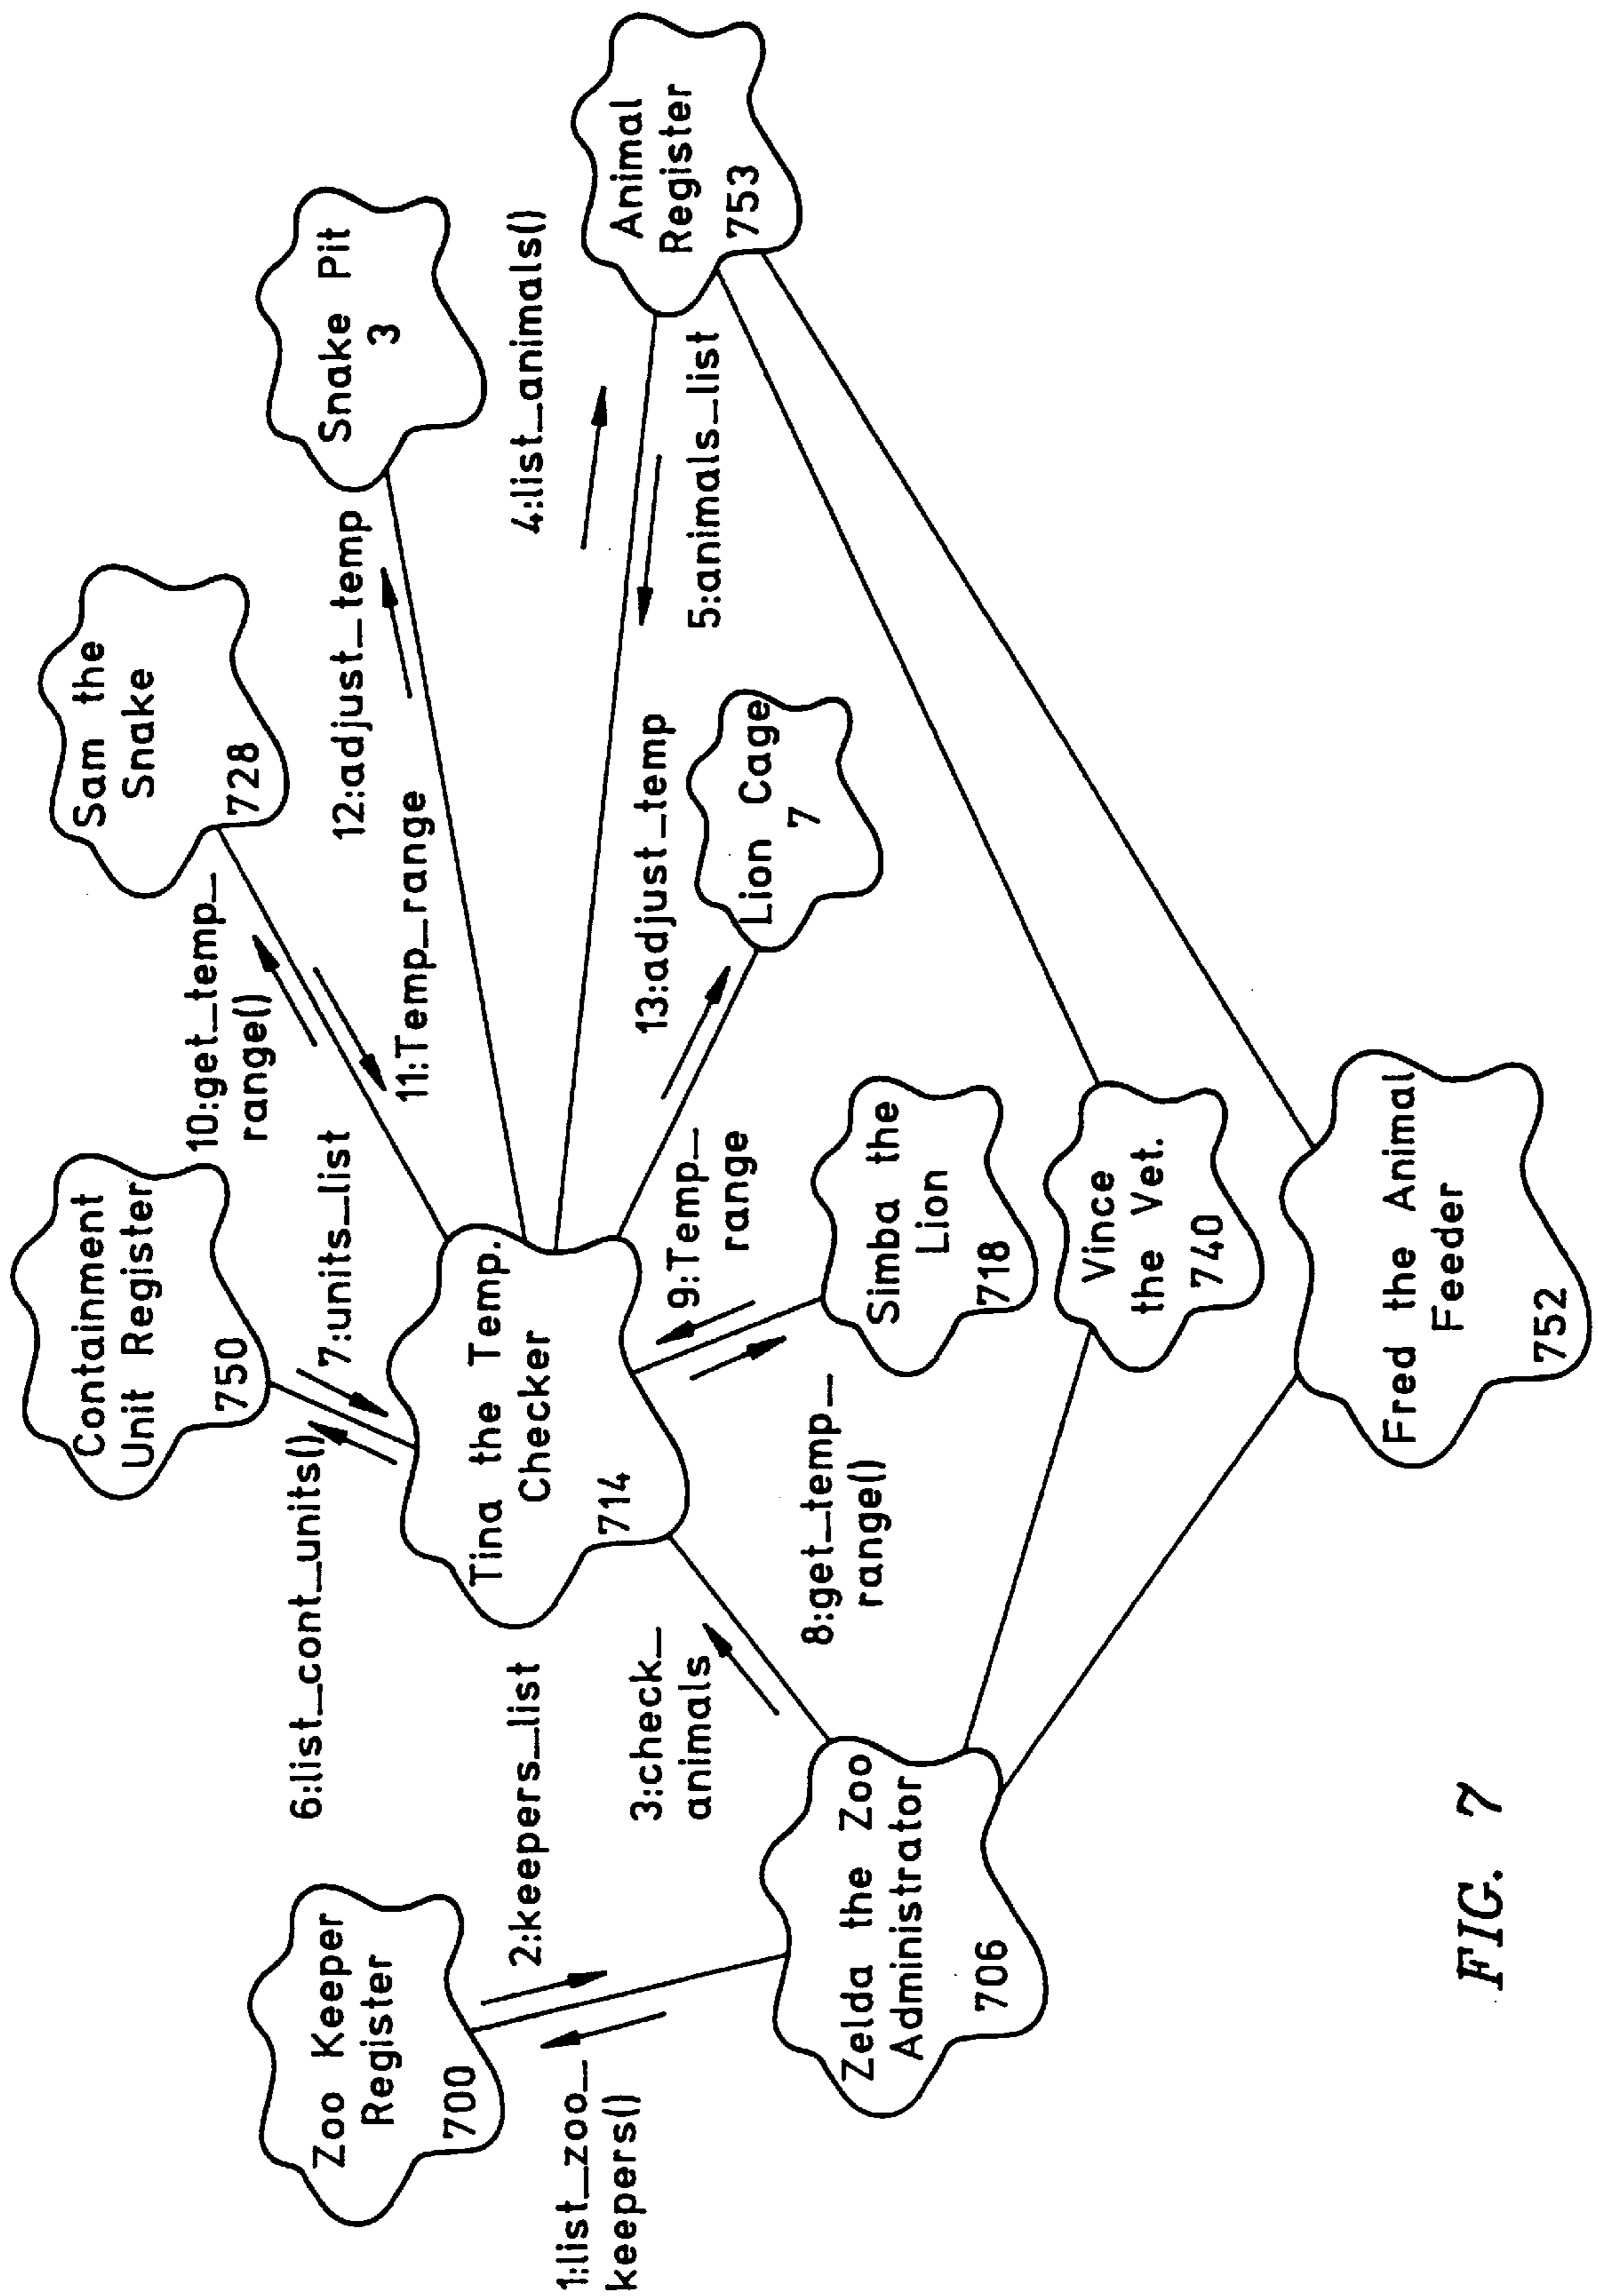 Zoo Keeper
Register
700
1:list_zoo_
keepers()
2:keepers_list
Zelda the Zoo
Administrator
706
3:check_
animals
6:list_cont_units()
Containment
Unit Register
750
7:units_list
Tina the Temp.
Checker
714
8:get_temp_
range()
9:Temp_
range
Simba the
Lion
718
Vince
the Vet.
740
Fred the Animal
Feeder
752
10:get_temp_
range()
11:Temp_range
Sam the
Snake
728
12:adjust_temp
Snake Pit
3
13:adjust_temp
Lion Cage
7
4:list_animals()
5:animals_list
Animal
Register
753
FIG. 7